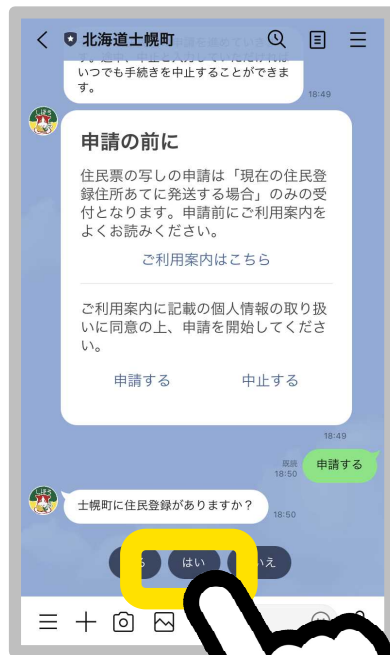 北海道士幌町
いつでも手続きを中止することができま
す。
18:49
申請の前に
住民票の写しの申請は「現在の住民登
録住所あてに発送する場合」のみの受
付となります。申請前にご利用案内を
よくお読みください。
ご利用案内はこちら
ご利用案内に記載の個人情報の取り扱
いに同意の上、申請を開始してくださ
い。
申請する 中止する
18:49
既読
18:50
申請する
士幌町に住民登録がありますか？
18:50
はい